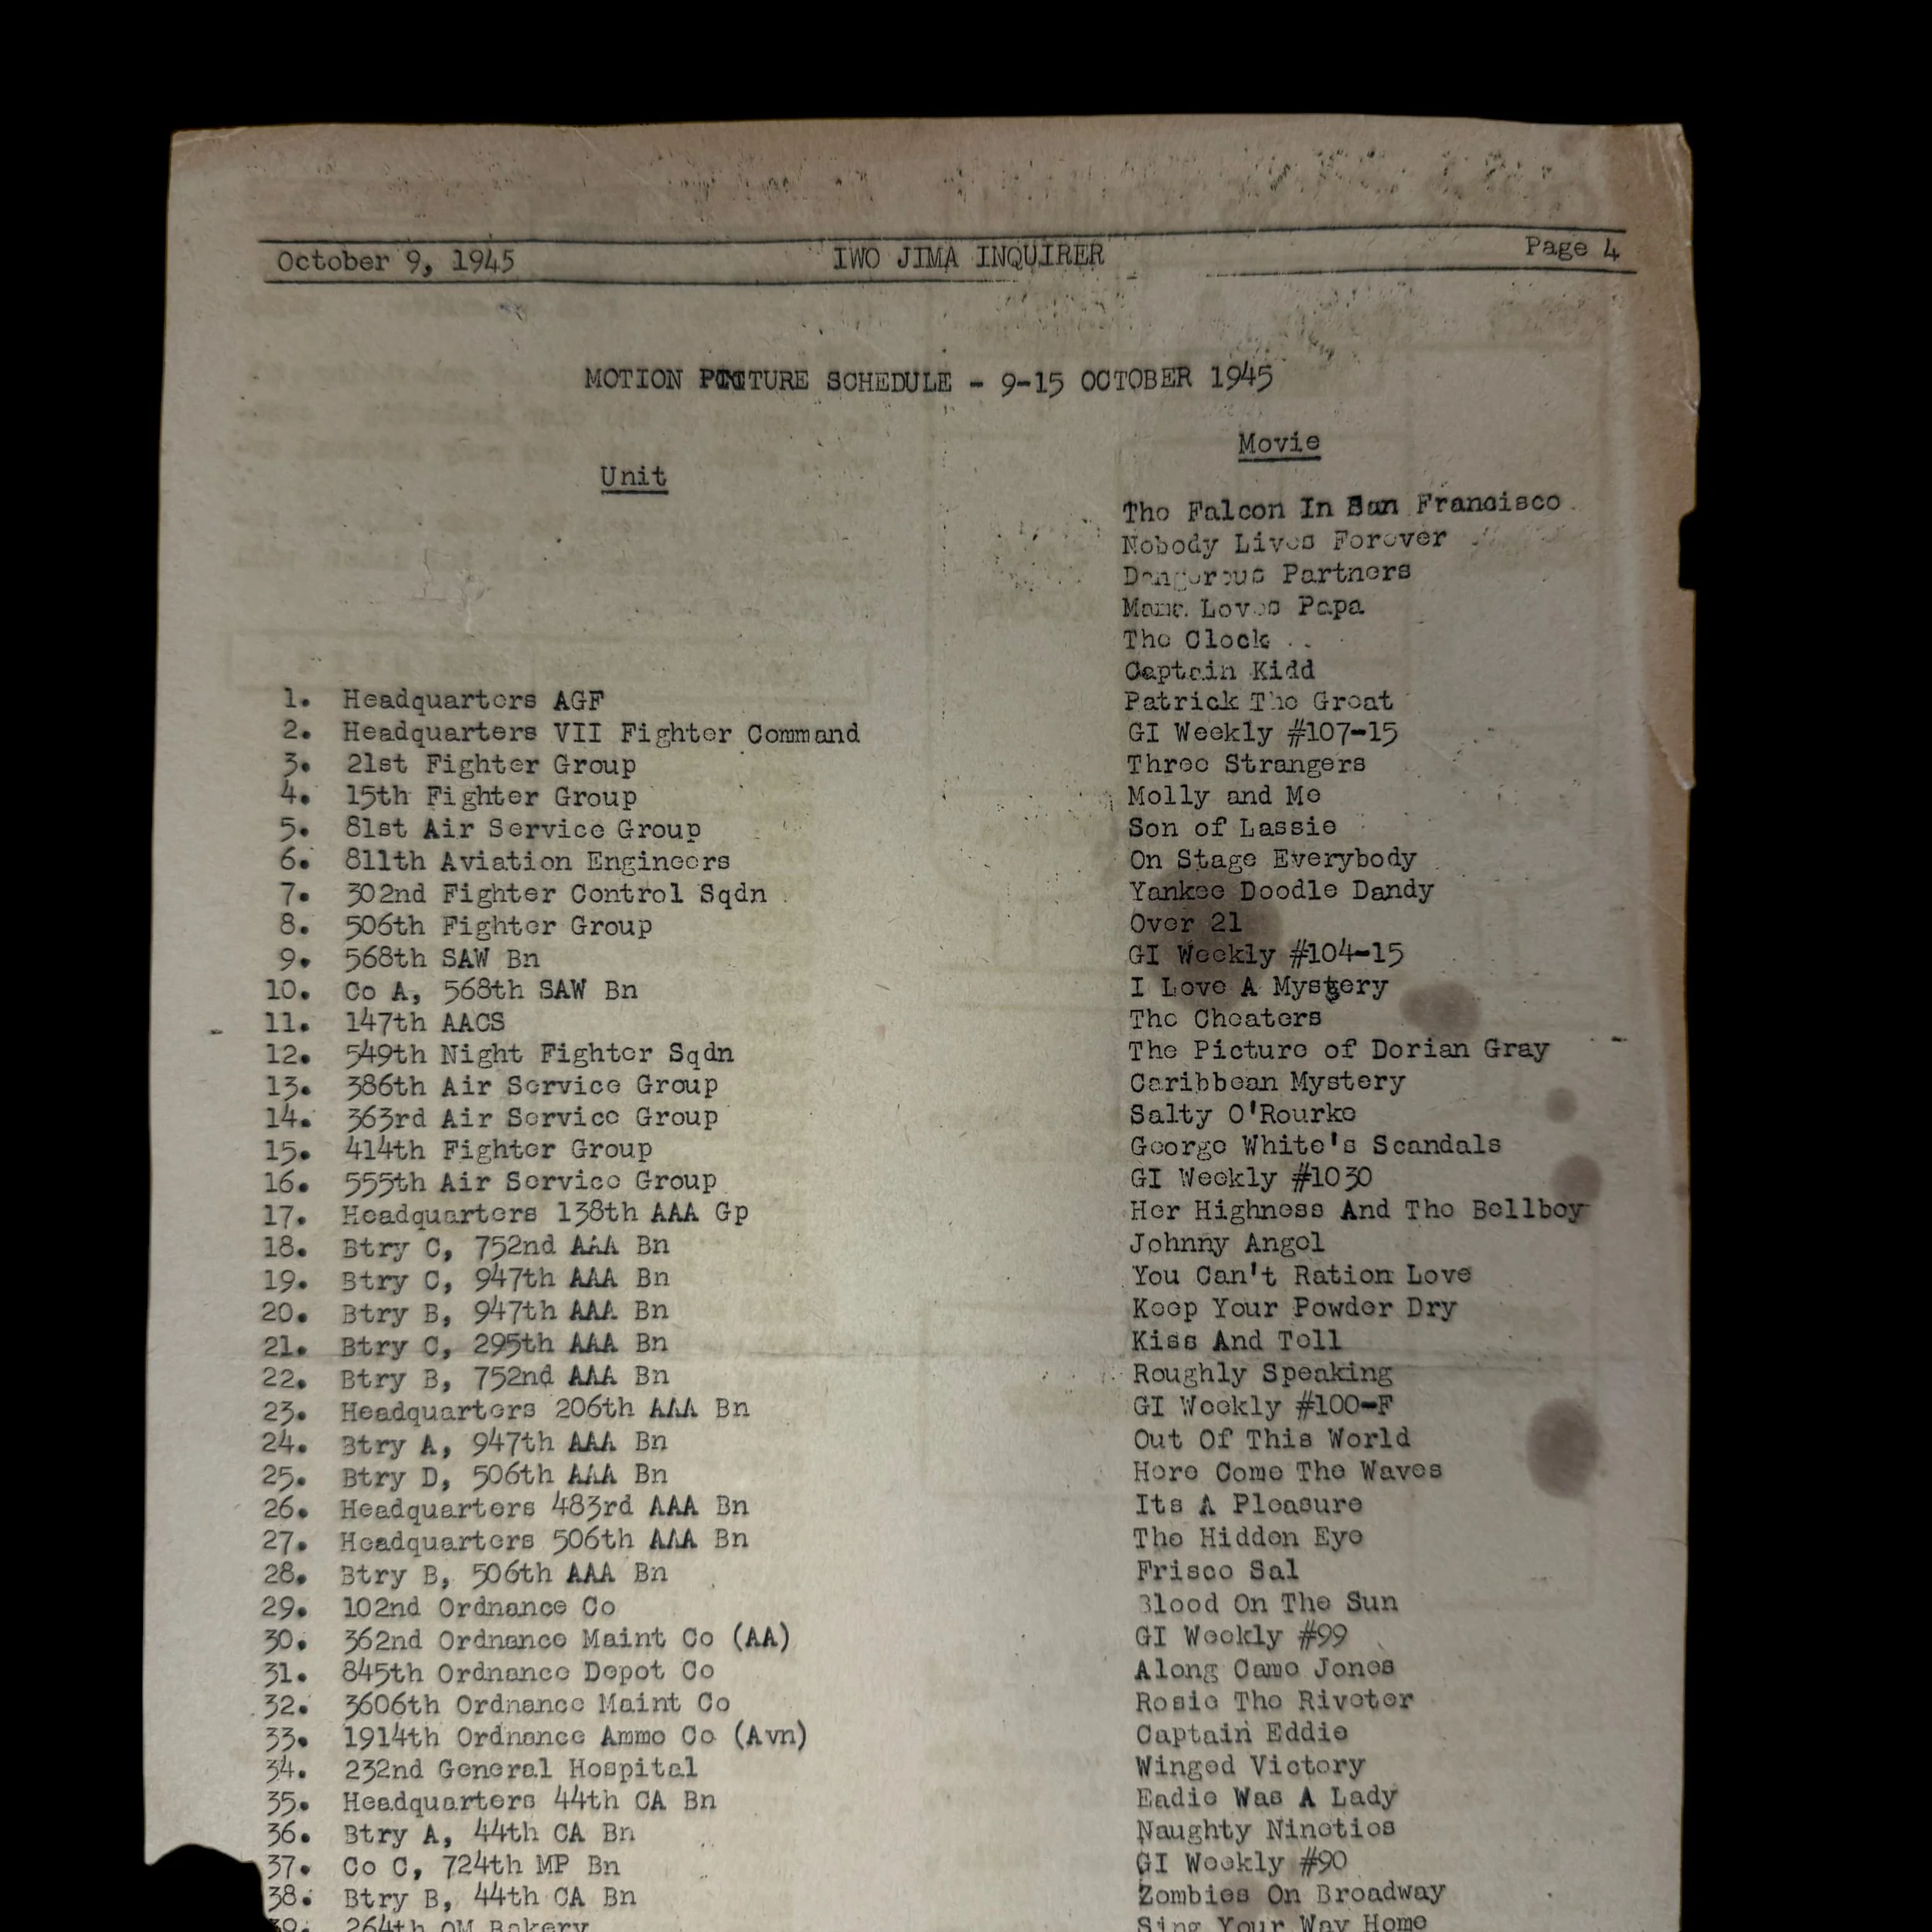 October 9, 1945 IWO JIMA INQUIRER Page 4
MOTION PICTURE SCHEDULE - 9-15 OCTOBER 1945
Unit Movie
The Falcon In San Francisco
Nobody Lives Forever
Dangerous Partners
Mama Loves Papa
The Clock
Captain Kidd
1. Headquarters AGF Patrick The Great
2. Headquarters VII Fighter Command GI Weekly #107-15
3. 21st Fighter Group Three Strangers
4. 15th Fighter Group Molly and Me
5. 81st Air Service Group Son of Lassie
6. 811th Aviation Engineers On Stage Everybody
7. 302nd Fighter Control Sqdn Yankee Doodle Dandy
8. 506th Fighter Group Over 21
9. 568th SAW Bn GI Weekly #104-15
10. Co A, 568th SAW Bn I Love A Mystery
11. 147th AACS The Cheaters
12. 549th Night Fighter Sqdn The Picture of Dorian Gray
13. 386th Air Service Group Caribbean Mystery
14. 363rd Air Service Group Salty O'Rourke
15. 414th Fighter Group George White's Scandals
16. 555th Air Service Group GI Weekly #1030
17. Headquarters 138th AAA Gp Her Highness And The Bellboy
18. Btry C, 752nd AAA Bn Johnny Angel
19. Btry C, 947th AAA Bn You Can't Ration Love
20. Btry B, 947th AAA Bn Keep Your Powder Dry
21. Btry C, 295th AAA Bn Kiss And Tell
22. Btry B, 752nd AAA Bn Roughly Speaking
23. Headquarters 206th AAA Bn GI Weekly #100-F
24. Btry A, 947th AAA Bn Out Of This World
25. Btry D, 506th AAA Bn Here Come The Waves
26. Headquarters 483rd AAA Bn Its A Pleasure
27. Headquarters 506th AAA Bn The Hidden Eye
28. Btry B, 506th AAA Bn Frisco Sal
29. 102nd Ordnance Co Blood On The Sun
30. 362nd Ordnance Maint Co (AA) GI Weekly #99
31. 845th Ordnance Depot Co Along Came Jones
32. 3606th Ordnance Maint Co Rosie The Riveter
33. 1914th Ordnance Ammo Co (Avn) Captain Eddie
34. 232nd General Hospital Winged Victory
35. Headquarters 44th CA Bn Eadie Was A Lady
36. Btry A, 44th CA Bn Naughty Nineties
37. Co C, 724th MP Bn GI Weekly #90
38. Btry B, 44th CA Bn Zombies On Broadway
39. 264th QM Bakery Sing Your Way Home